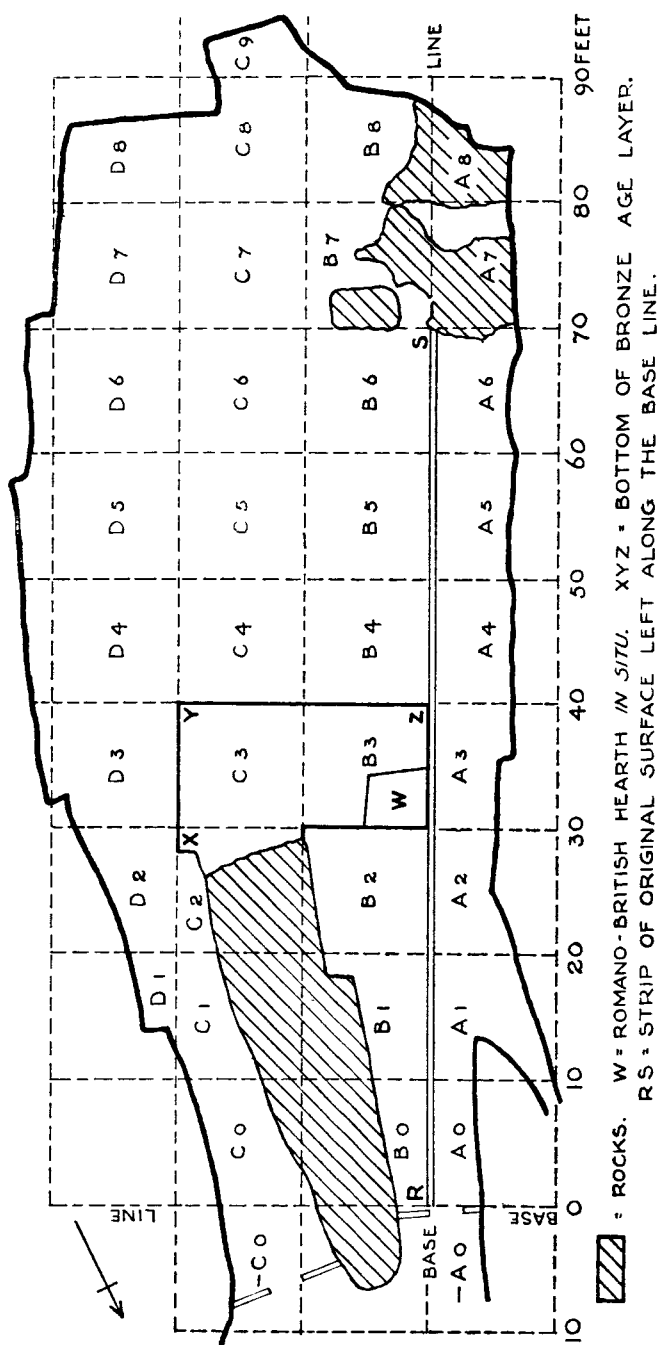 D8
D7
D6
D5
D4
D3
D2
D1
C9
C8
C7
C6
C5
C4
C3
C2
C1
C0
–C0
B8
B7
B6
B5
B4
B3
B2
B1
B0
A8
A7
A6
A5
A4
A3
A2
A1
A0
–A0
X
Y
Z
W
R
S
LINE
LINE
BASE
BASE
10 0 10 20 30 40 50 60 70 80 90 FEET
= ROCKS. W = ROMANO-BRITISH HEARTH IN SITU. XYZ = BOTTOM OF BRONZE AGE LAYER.
RS = STRIP OF ORIGINAL SURFACE LEFT ALONG THE BASE LINE.